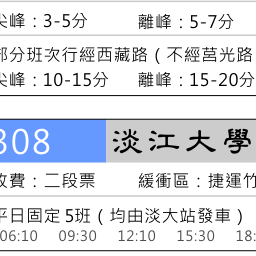 尖峰：3-5分 離峰：5-7分
部分班次行經西藏路（不經莒光路
尖峰：10-15分 離峰：15-20分
308 淡江大學
收費：二段票 緩衝區：捷運竹
平日固定 5班（均由淡大站發車）
06:10 09:30 12:10 15:30 18: